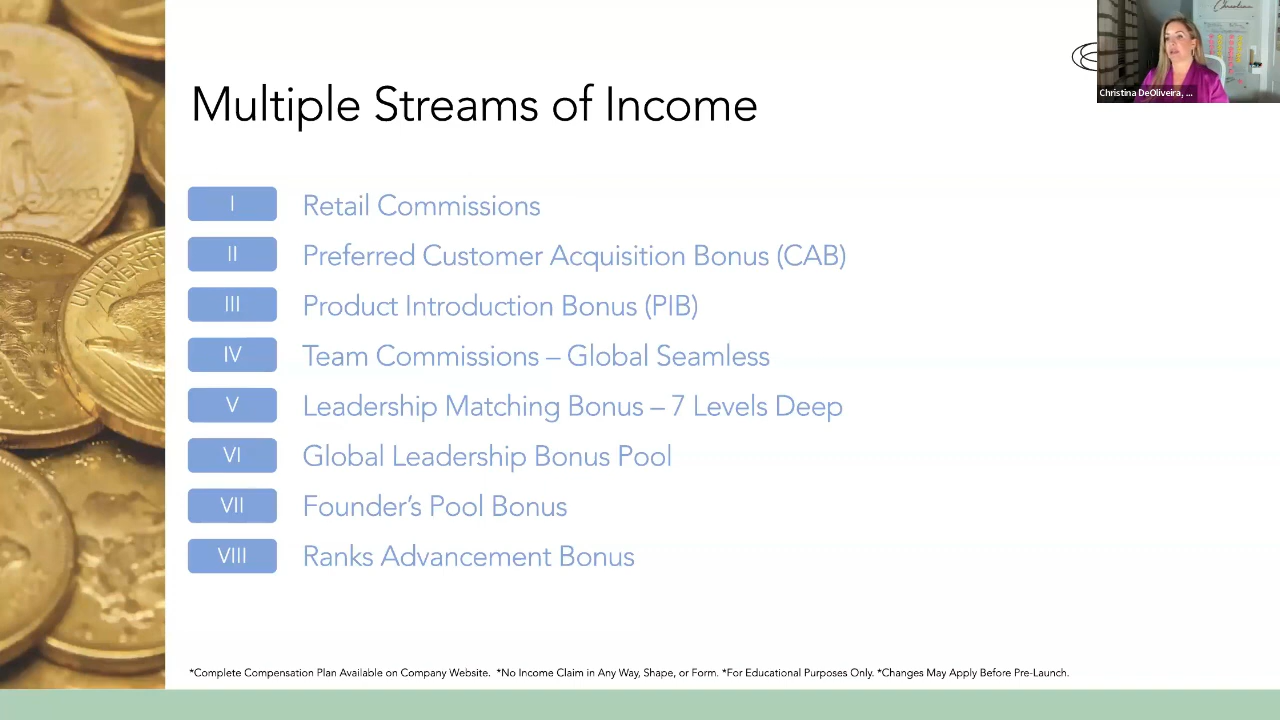 Multiple Streams of Income
Christina DeOliveira, ...
I Retail Commissions
II Preferred Customer Acquisition Bonus (CAB)
III Product Introduction Bonus (PIB)
IV Team Commissions – Global Seamless
V Leadership Matching Bonus – 7 Levels Deep
VI Global Leadership Bonus Pool
VII Founder's Pool Bonus
VIII Ranks Advancement Bonus
*Complete Compensation Plan Available on Company Website. *No Income Claim in Any Way, Shape, or Form. *For Educational Purposes Only. *Changes May Apply Before Pre-Launch.